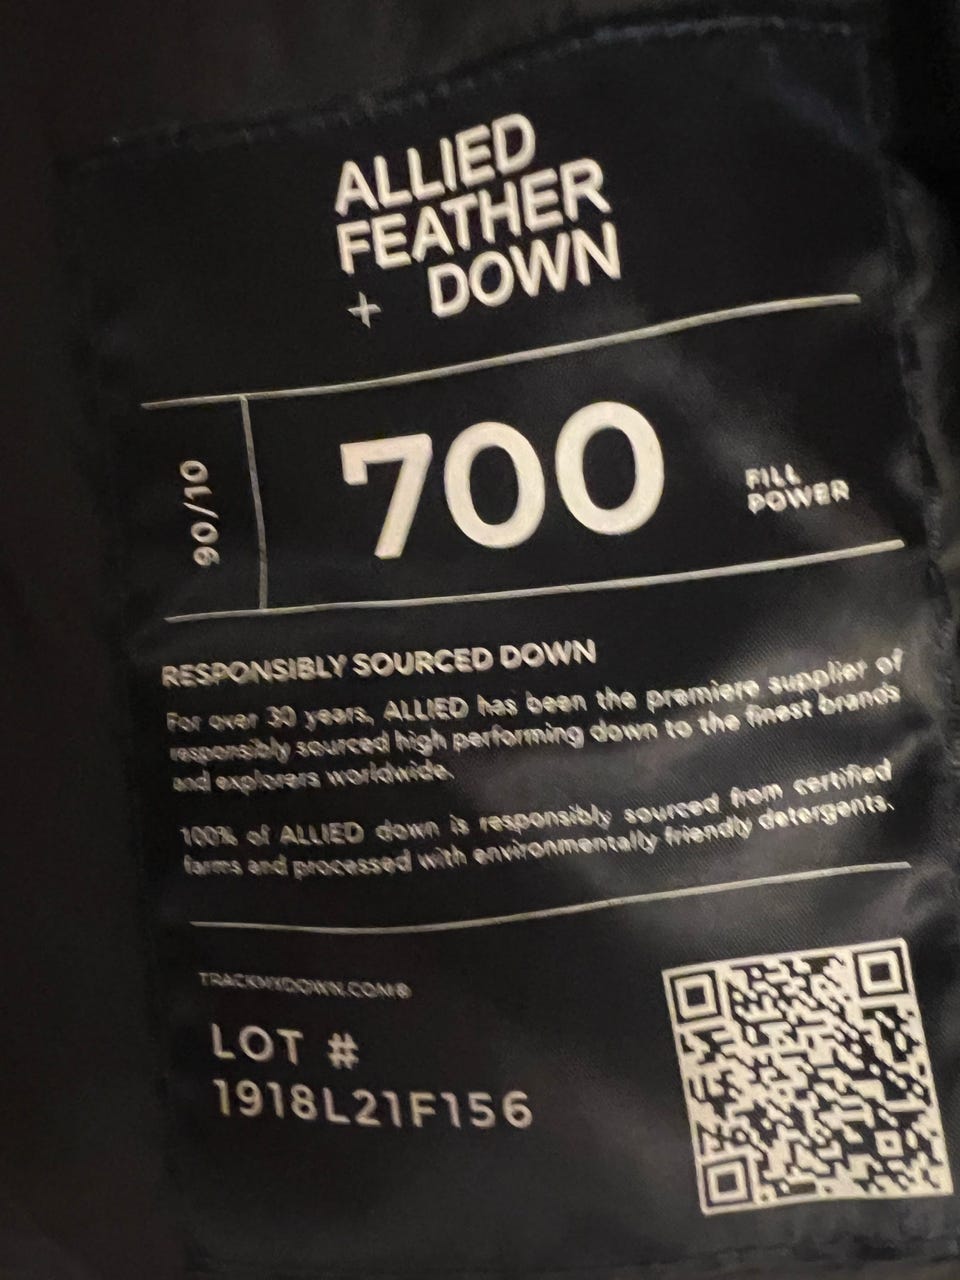 ALLIED
FEATHER
+ DOWN
90/10
700
FILL
POWER
RESPONSIBLY SOURCED DOWN
For over 30 years, ALLIED has been the premiere supplier of
responsibly sourced high performing down to the finest brands
and explorers worldwide.
100% of ALLIED down is responsibly sourced from certified
farms and processed with environmentally friendly detergents.
TRACKMYDOWN.COM®
LOT #
1918L21F156